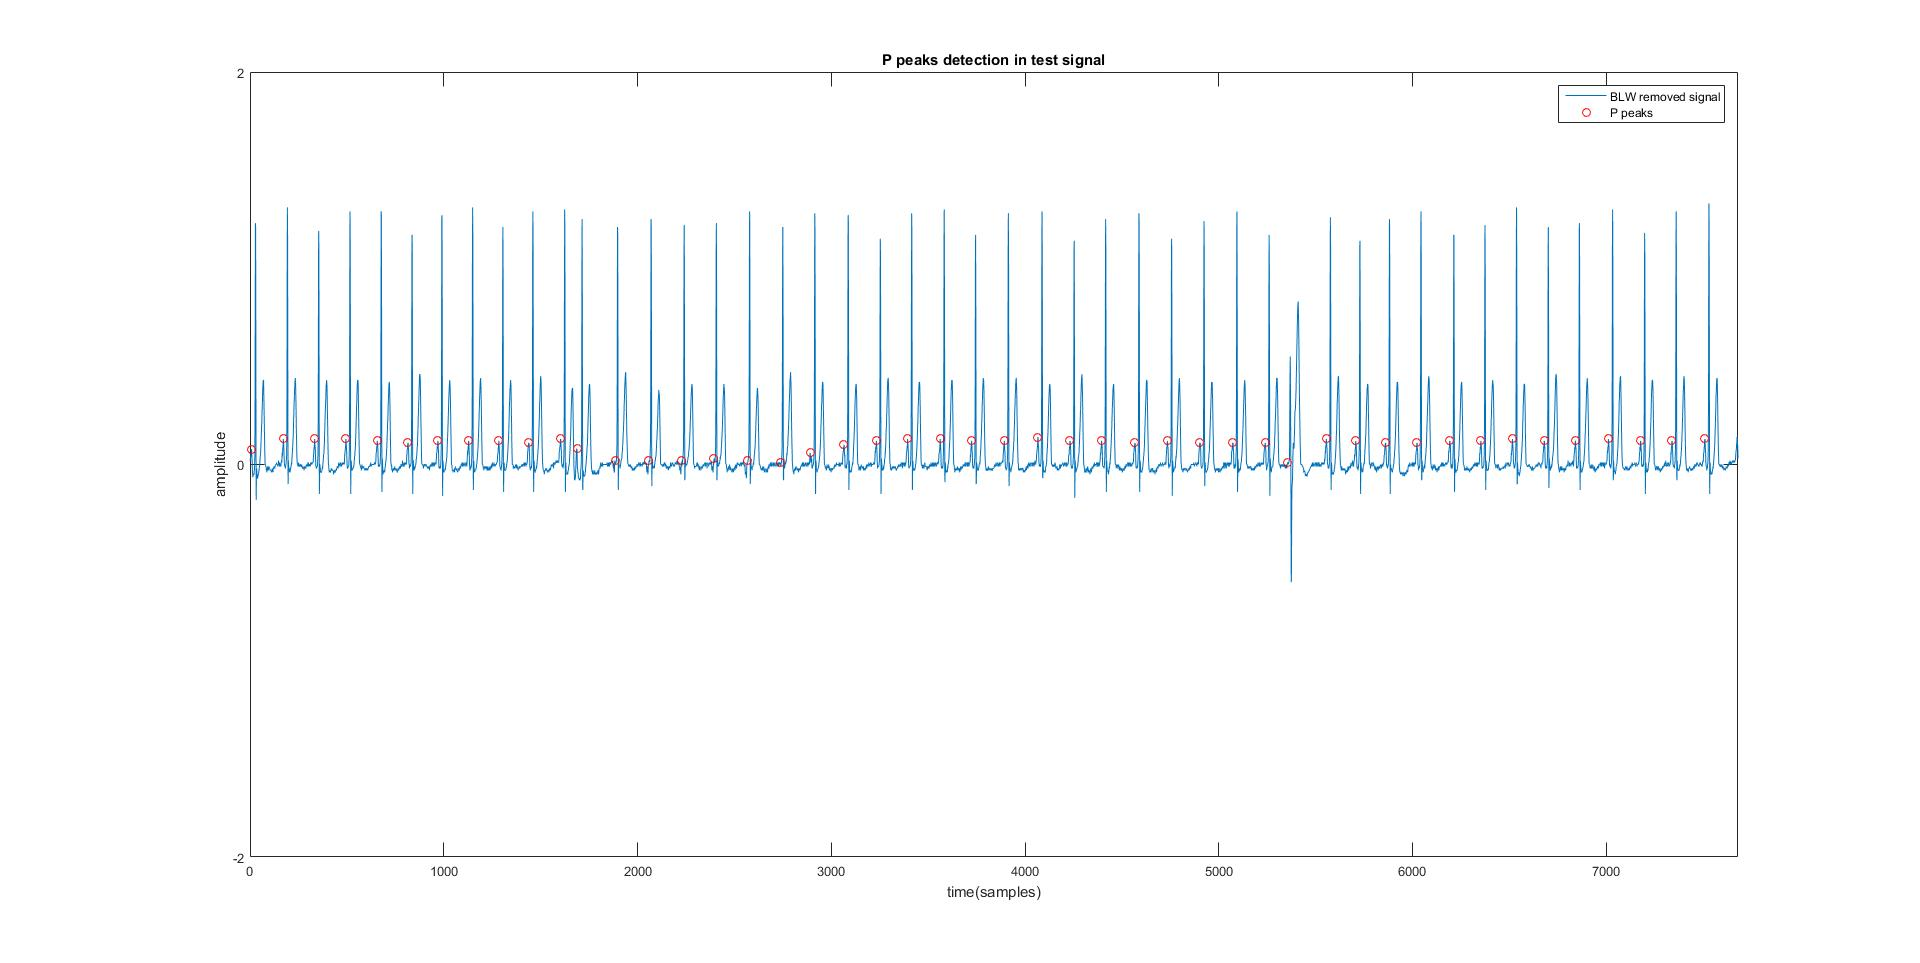 P peaks detection in test signal
2
BLW removed signal
P peaks
amplitude
0
-2
0 1000 2000 3000 4000 5000 6000 7000
time(samples)